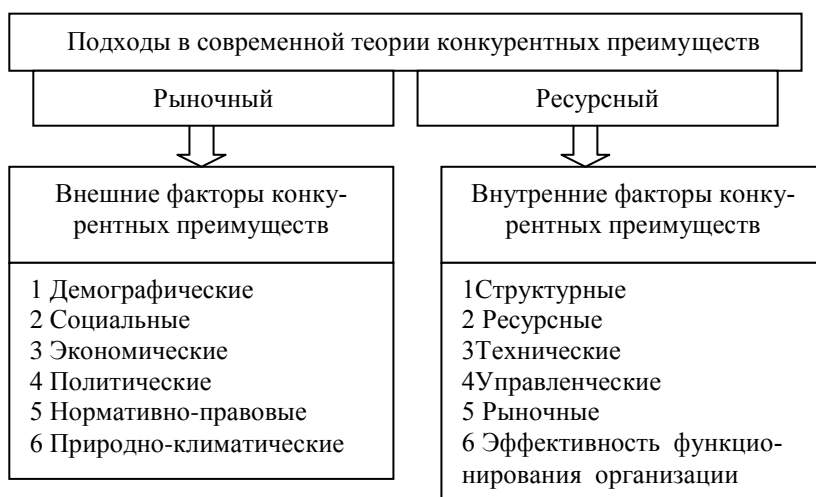 Подходы в современной теории конкурентных преимуществ
Рыночный
Ресурсный
Внешние факторы конку-
рентных преимуществ
1 Демографические
2 Социальные
3 Экономические
4 Политические
5 Нормативно-правовые
6 Природно-климатические
Внутренние факторы конку-
рентных преимуществ
1Структурные
2 Ресурсные
3Технические
4Управленческие
5 Рыночные
6 Эффективность функцио-
нирования организации